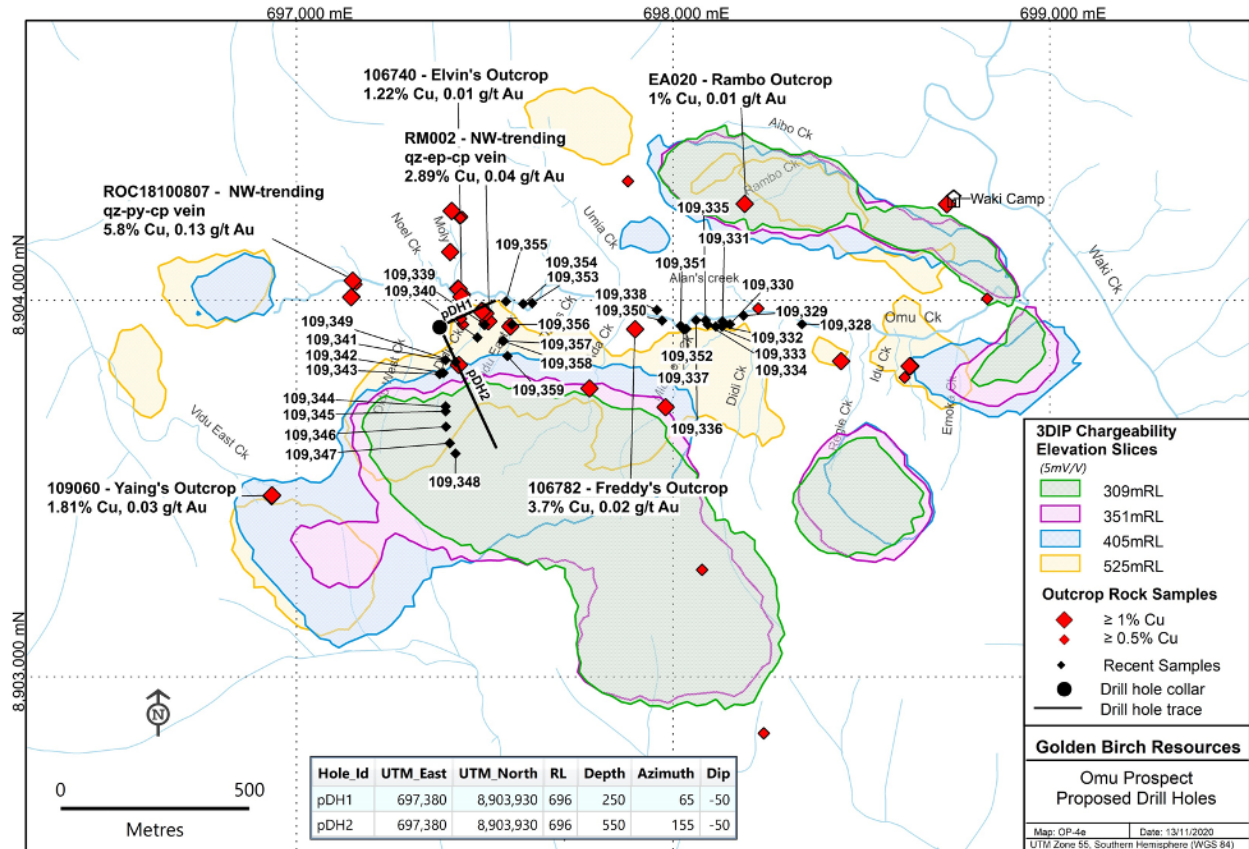 697,000 mE
698,000 mE
699,000 mE
8,904,000 mN
8,903,000 mN
106740 - Elvin's Outcrop
1.22% Cu, 0.01 g/t Au
EA020 - Rambo Outcrop
1% Cu, 0.01 g/t Au
RM002 - NW-trending
qz-ep-cp vein
2.89% Cu, 0.04 g/t Au
ROC18100807 - NW-trending
qz-py-cp vein
5.8% Cu, 0.13 g/t Au
Aibo Ck
Rambo Ck
Waki Camp
Waki Ck
Noel Ck
Moly
Umia Ck
Alan's creek
109,335
109,331
109,351
109,330
109,329
109,328
109,355
109,354
109,353
109,339
109,340
109,338
109,350
109,349
109,341
109,342
109,343
109,356
109,357
109,358
109,359
109,352
109,337
109,333
109,334
109,336
pDH1
pDH2
Omu Ck
Idu Ck
Didi Ck
Emoke Ck
Vidu East Ck
109,344
109,345
109,346
109,347
109,348
109060 - Yaing's Outcrop
1.81% Cu, 0.03 g/t Au
106782 - Freddy's Outcrop
3.7% Cu, 0.02 g/t Au
N
0 500
Metres
Hole_Id UTM_East UTM_North RL Depth Azimuth Dip
pDH1 697,380 8,903,930 696 250 65 -50
pDH2 697,380 8,903,930 696 550 155 -50
3DIP Chargeability
Elevation Slices
(5mV/V)
309mRL
351mRL
405mRL
525mRL
Outcrop Rock Samples
≥ 1% Cu
≥ 0.5% Cu
Recent Samples
Drill hole collar
Drill hole trace
Golden Birch Resources
Omu Prospect
Proposed Drill Holes
Map: OP-4e Date: 13/11/2020
UTM Zone 55, Southern Hemisphere (WGS 84)